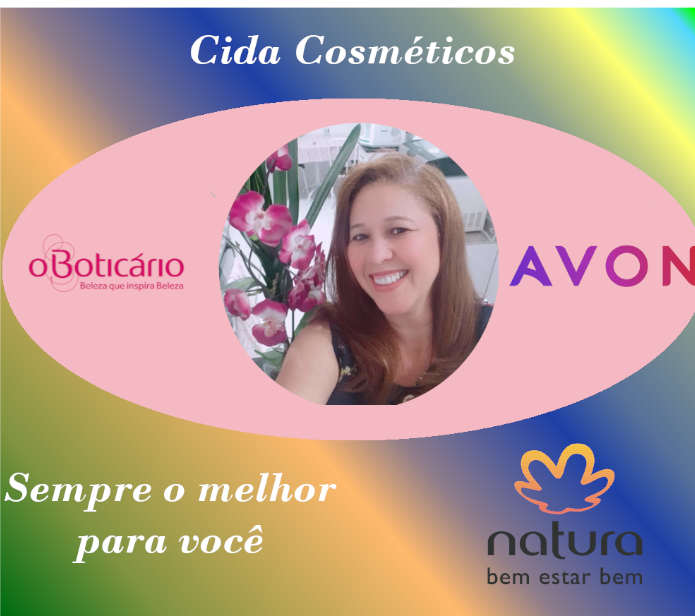 Cida Cosméticos
oBoticário
Beleza que inspira Beleza
AVON
Sempre o melhor
para você
natura
bem estar bem